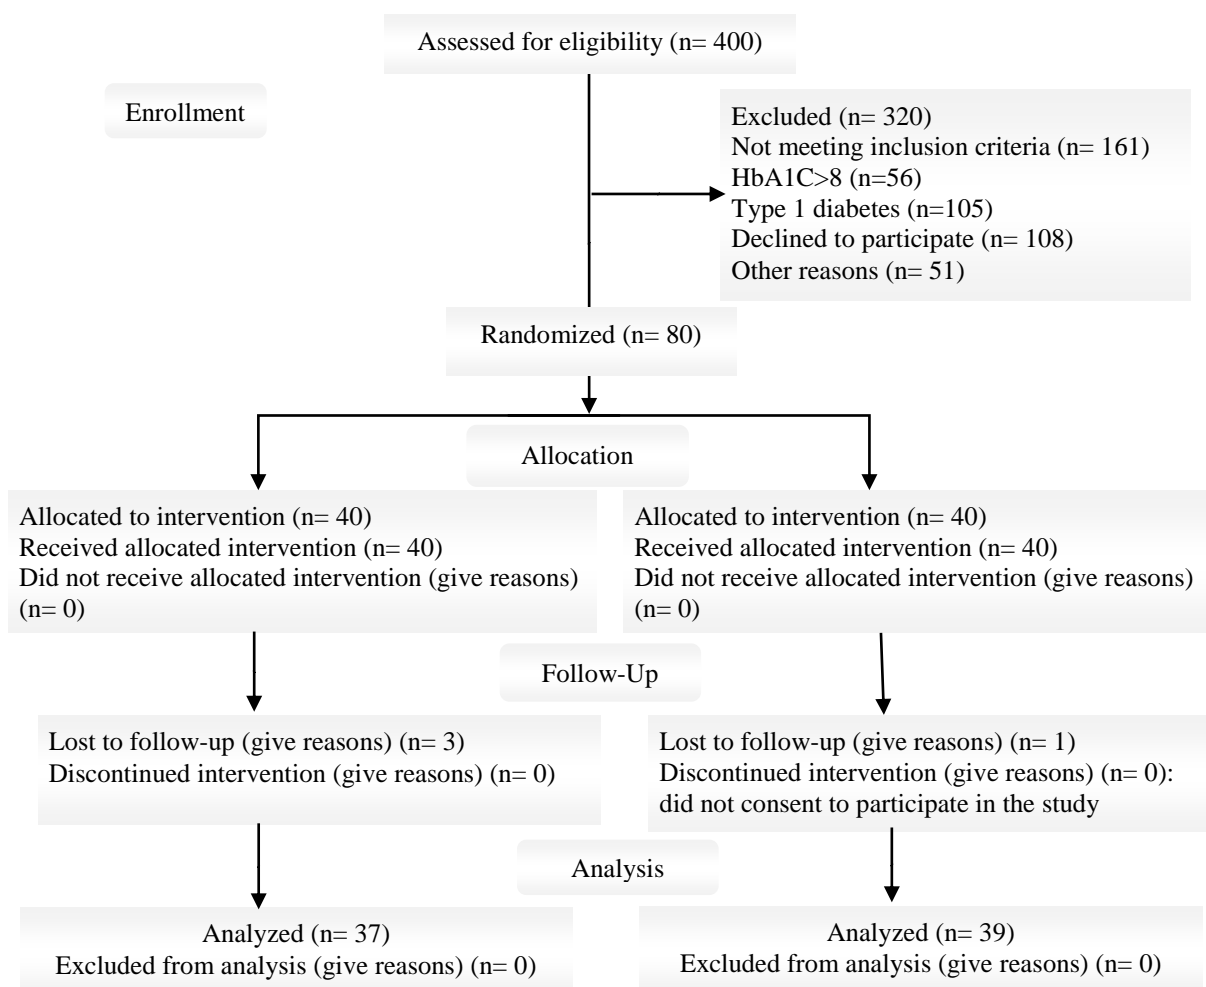 Assessed for eligibility (n= 400)
Enrollment
Excluded (n= 320)
Not meeting inclusion criteria (n= 161)
HbA1C>8 (n=56)
Type 1 diabetes (n=105)
Declined to participate (n= 108)
Other reasons (n= 51)
Randomized (n= 80)
Allocation
Allocated to intervention (n= 40)
Received allocated intervention (n= 40)
Did not receive allocated intervention (give reasons)
(n= 0)
Allocated to intervention (n= 40)
Received allocated intervention (n= 40)
Did not receive allocated intervention (give reasons)
(n= 0)
Follow-Up
Lost to follow-up (give reasons) (n= 3)
Discontinued intervention (give reasons) (n= 0)
Lost to follow-up (give reasons) (n= 1)
Discontinued intervention (give reasons) (n= 0):
did not consent to participate in the study
Analysis
Analyzed (n= 37)
Excluded from analysis (give reasons) (n= 0)
Analyzed (n= 39)
Excluded from analysis (give reasons) (n= 0)